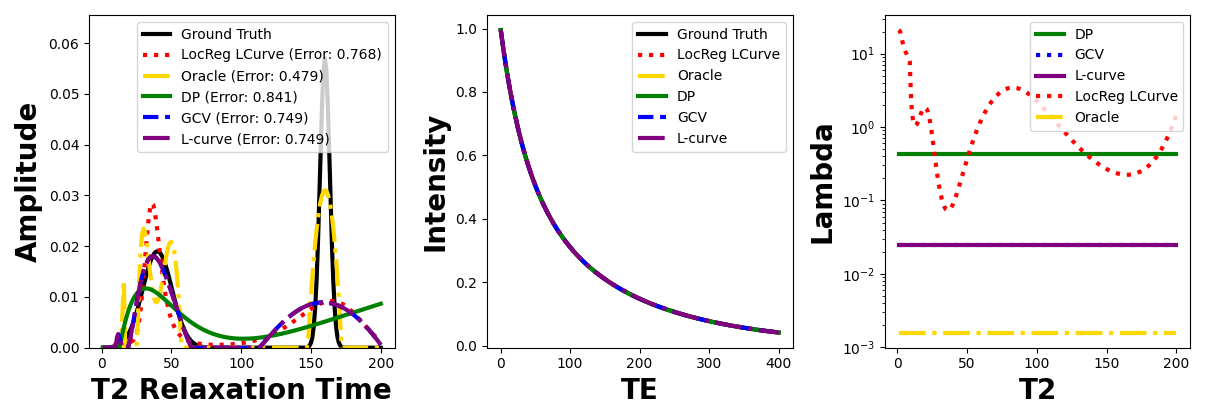 Amplitude
0.06
0.05
0.04
0.03
0.02
0.01
0.00
0 50 100 150 200
T2 Relaxation Time
Ground Truth
LocReg LCurve (Error: 0.768)
Oracle (Error: 0.479)
DP (Error: 0.841)
GCV (Error: 0.749)
L-curve (Error: 0.749)
Intensity
1.0
0.8
0.6
0.4
0.2
0.0
0 100 200 300 400
TE
Ground Truth
LocReg LCurve
Oracle
DP
GCV
L-curve
Lambda
10¹
10⁰
10⁻¹
10⁻²
10⁻³
0 50 100 150 200
T2
DP
GCV
L-curve
LocReg LCurve
Oracle